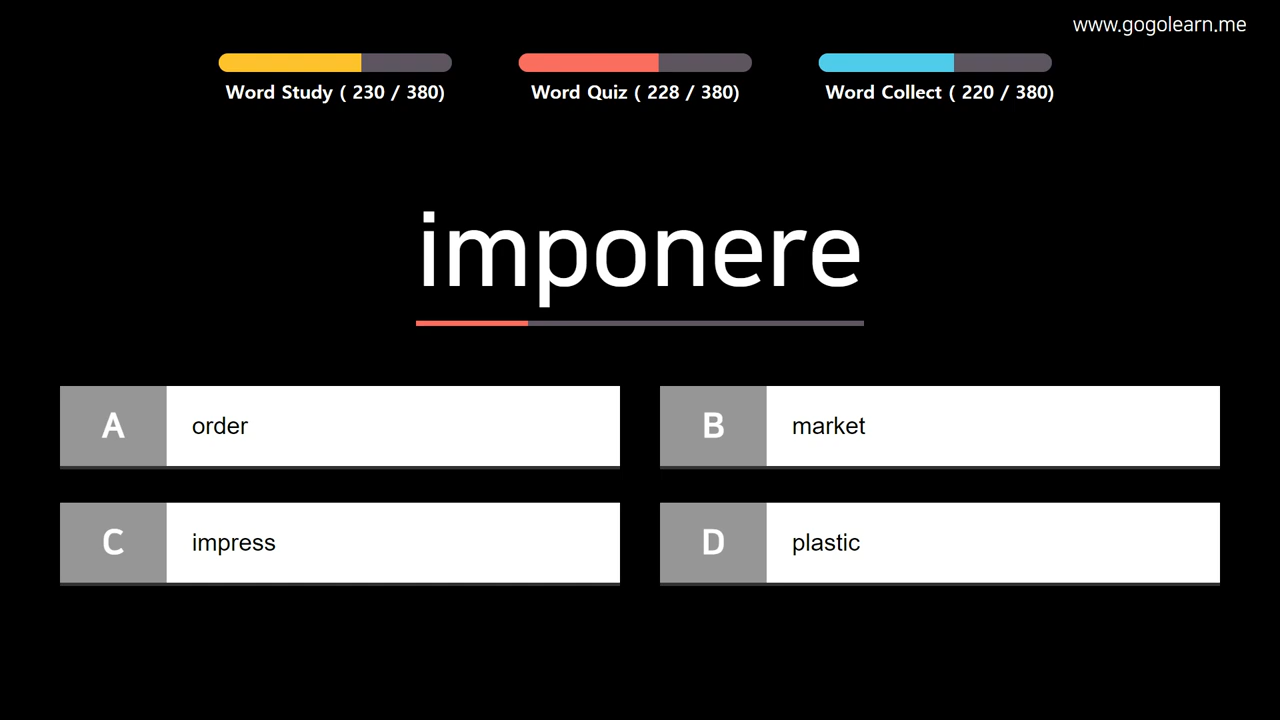 www.gogolearn.me
Word Study ( 230 / 380)
Word Quiz ( 228 / 380)
Word Collect ( 220 / 380)
imponere
A order
B market
C impress
D plastic